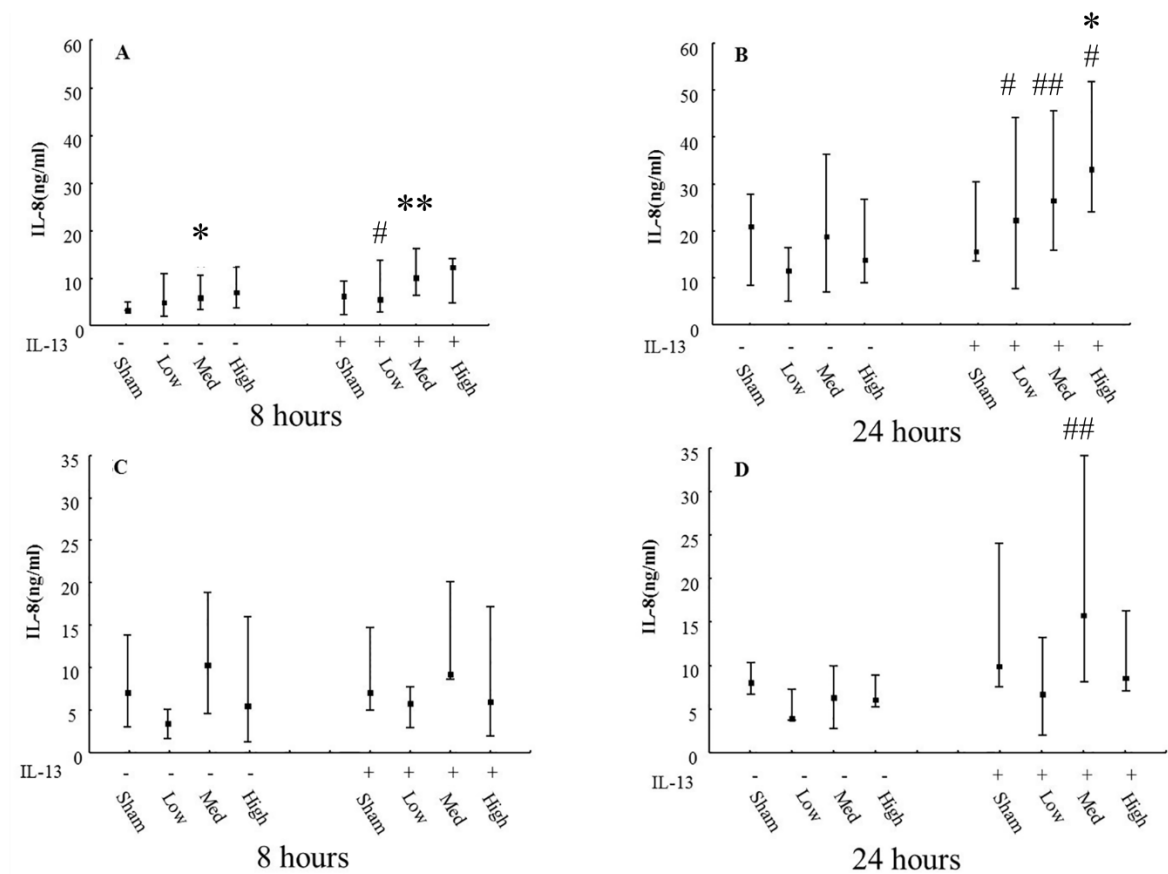 A
IL-8(ng/ml)
60
50
40
30
20
10
0
*
#
**
IL-13 - - - - + + + +
Sham Low Med High Sham Low Med High
8 hours
B
IL-8(ng/ml)
60
50
40
30
20
10
0
# ## *
#
IL-13 - - - - + + + +
Sham Low Med High Sham Low Med High
24 hours
C
IL-8(ng/ml)
35
30
25
20
15
10
5
0
IL-13 - - - - + + + +
Sham Low Med High Sham Low Med High
8 hours
D
IL-8(ng/ml)
35
30
25
20
15
10
5
0
##
IL-13 - - - - + + + +
Sham Low Med High Sham Low Med High
24 hours